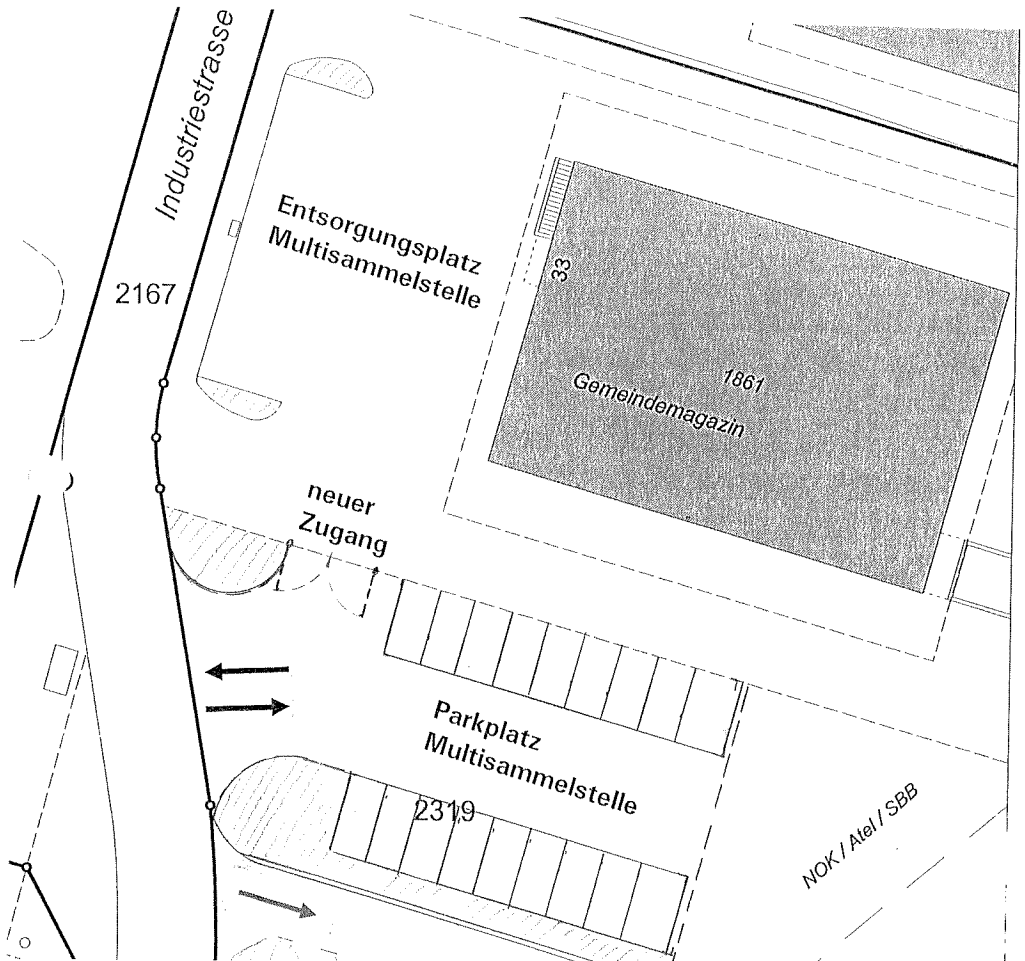 Industriestrasse
Entsorgungsplatz
Multisammelstelle
33
2167
1861
Gemeindemagazin
neuer
Zugang
Parkplatz
Multisammelstelle
2319
NOK / Atel / SBB